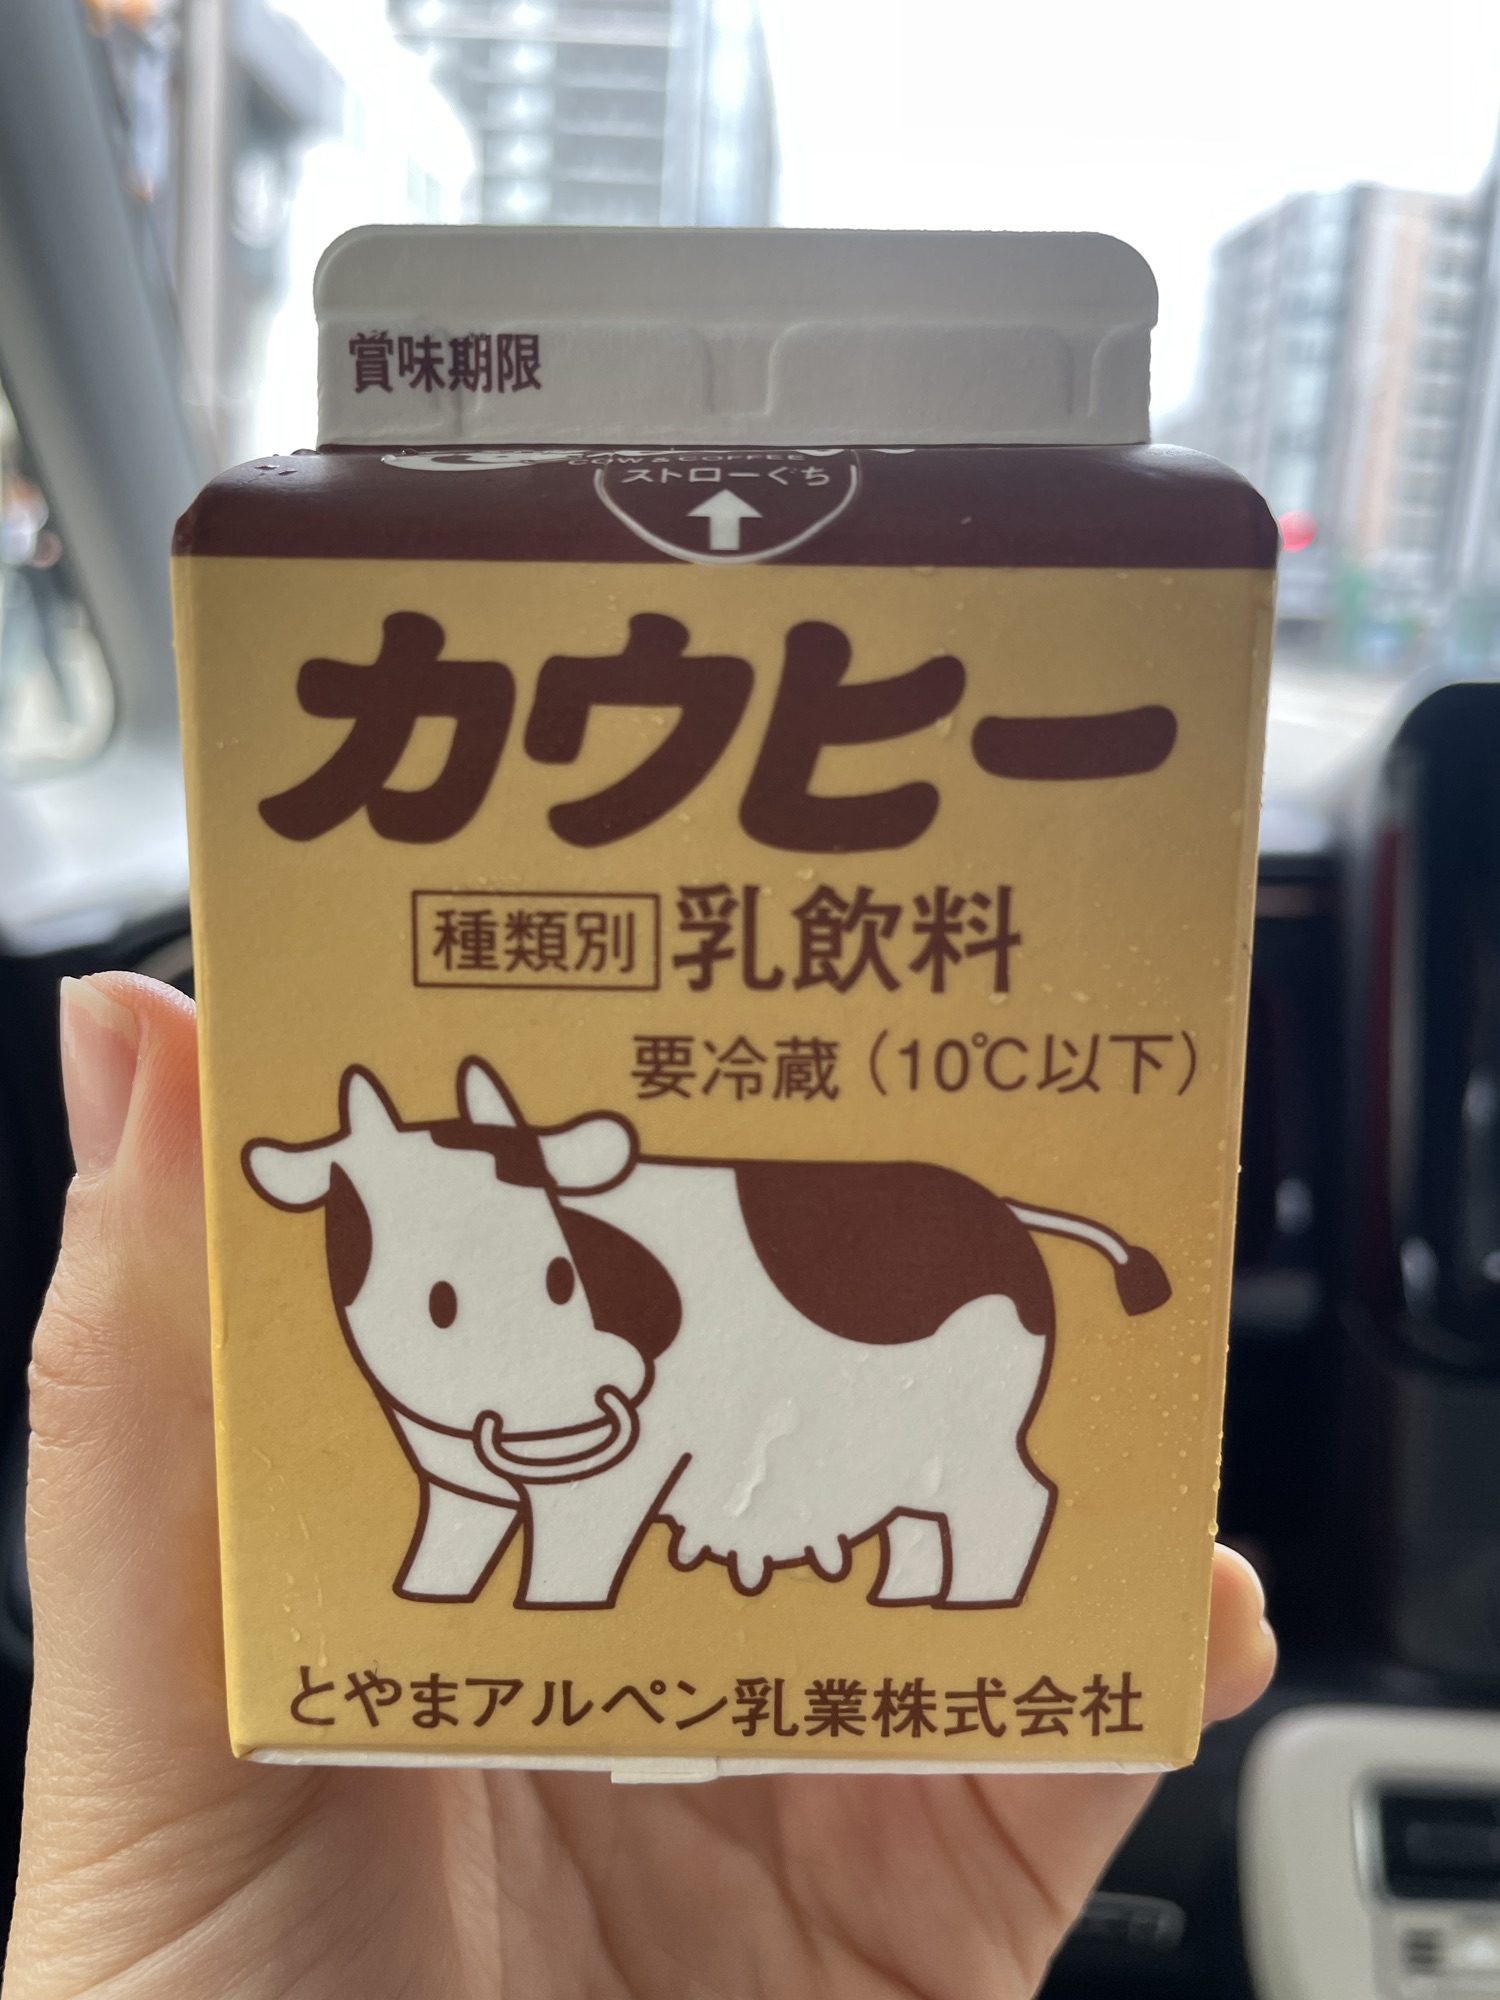 賞味期限
COW & COFFEE
ストローぐち
カウヒー
種類別 乳飲料
要冷蔵（10℃以下）
とやまアルペン乳業株式会社